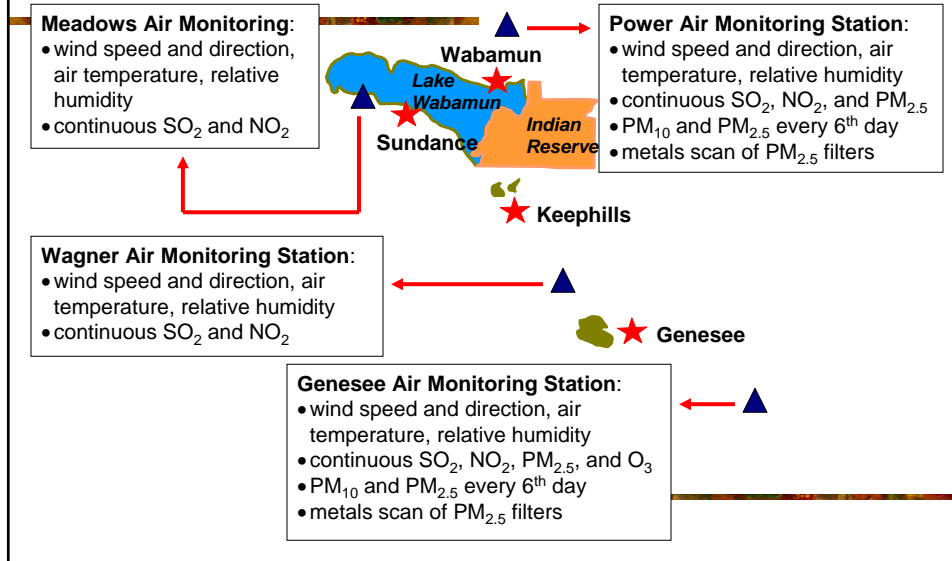 Meadows Air Monitoring:
• wind speed and direction,
air temperature, relative
humidity
• continuous SO₂ and NO₂
Power Air Monitoring Station:
• wind speed and direction, air
temperature, relative humidity
• continuous SO₂, NO₂, and PM₂.₅
• PM₁₀ and PM₂.₅ every 6ᵗʰ day
• metals scan of PM₂.₅ filters
Wabamun
Lake
Wabamun
Sundance
Indian
Reserve
Keephills
Wagner Air Monitoring Station:
• wind speed and direction, air
temperature, relative humidity
• continuous SO₂ and NO₂
Genesee
Genesee Air Monitoring Station:
• wind speed and direction, air
temperature, relative humidity
• continuous SO₂, NO₂, PM₂.₅, and O₃
• PM₁₀ and PM₂.₅ every 6ᵗʰ day
• metals scan of PM₂.₅ filters